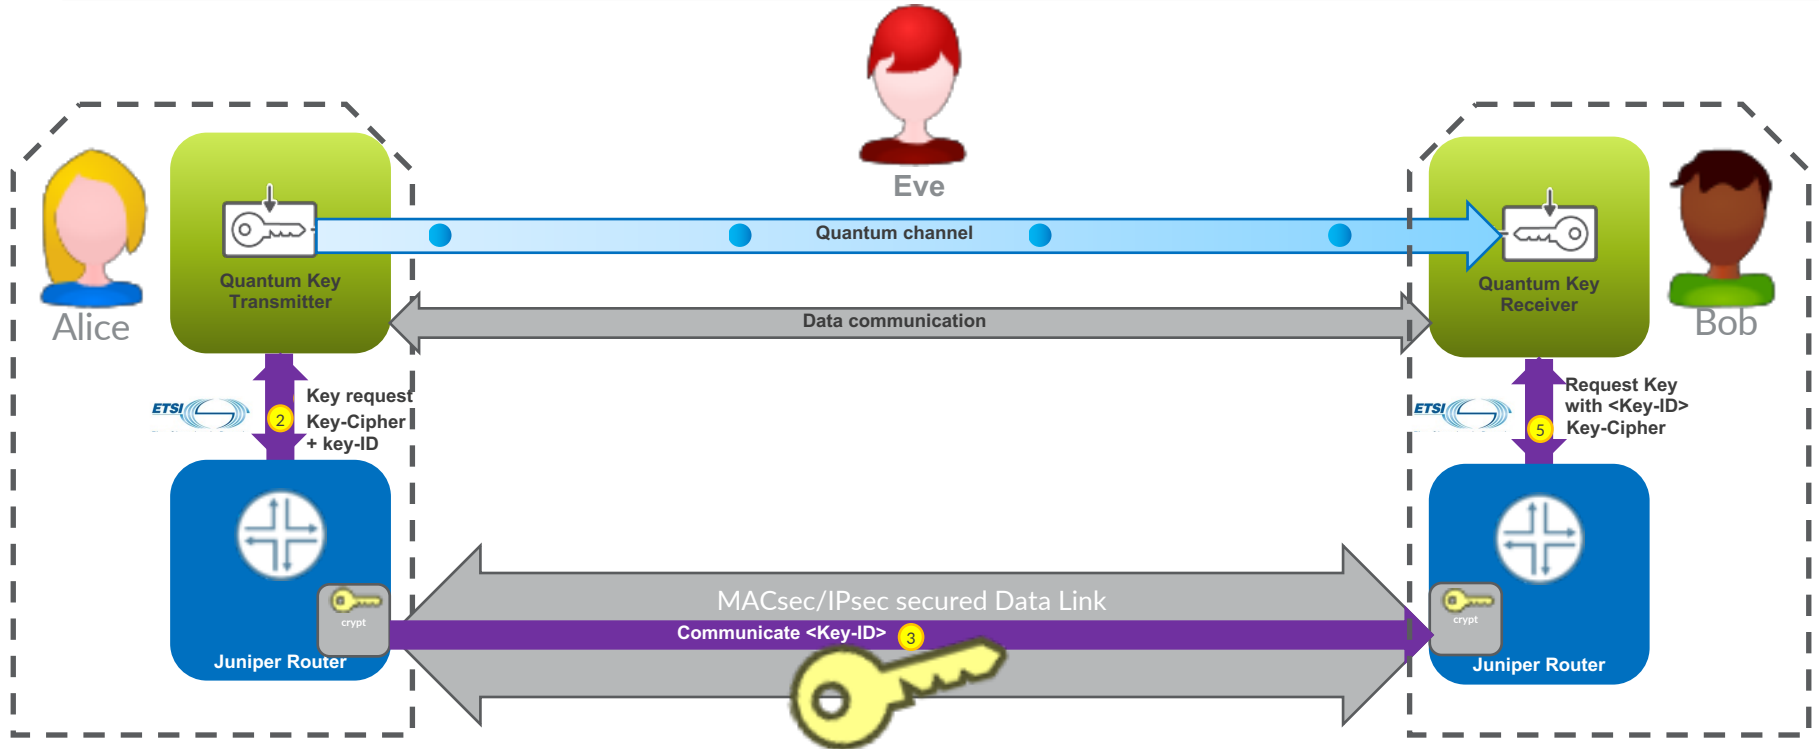 Eve
Quantum channel
Quantum Key
Transmitter
Quantum Key
Receiver
Alice
Bob
Data communication
ETSI
2
Key request
Key-Cipher
+ key-ID
ETSI
5
Request Key
with <Key-ID>
Key-Cipher
MACsec/IPsec secured Data Link
Communicate <Key-ID>
3
crypt
Juniper Router
crypt
Juniper Router